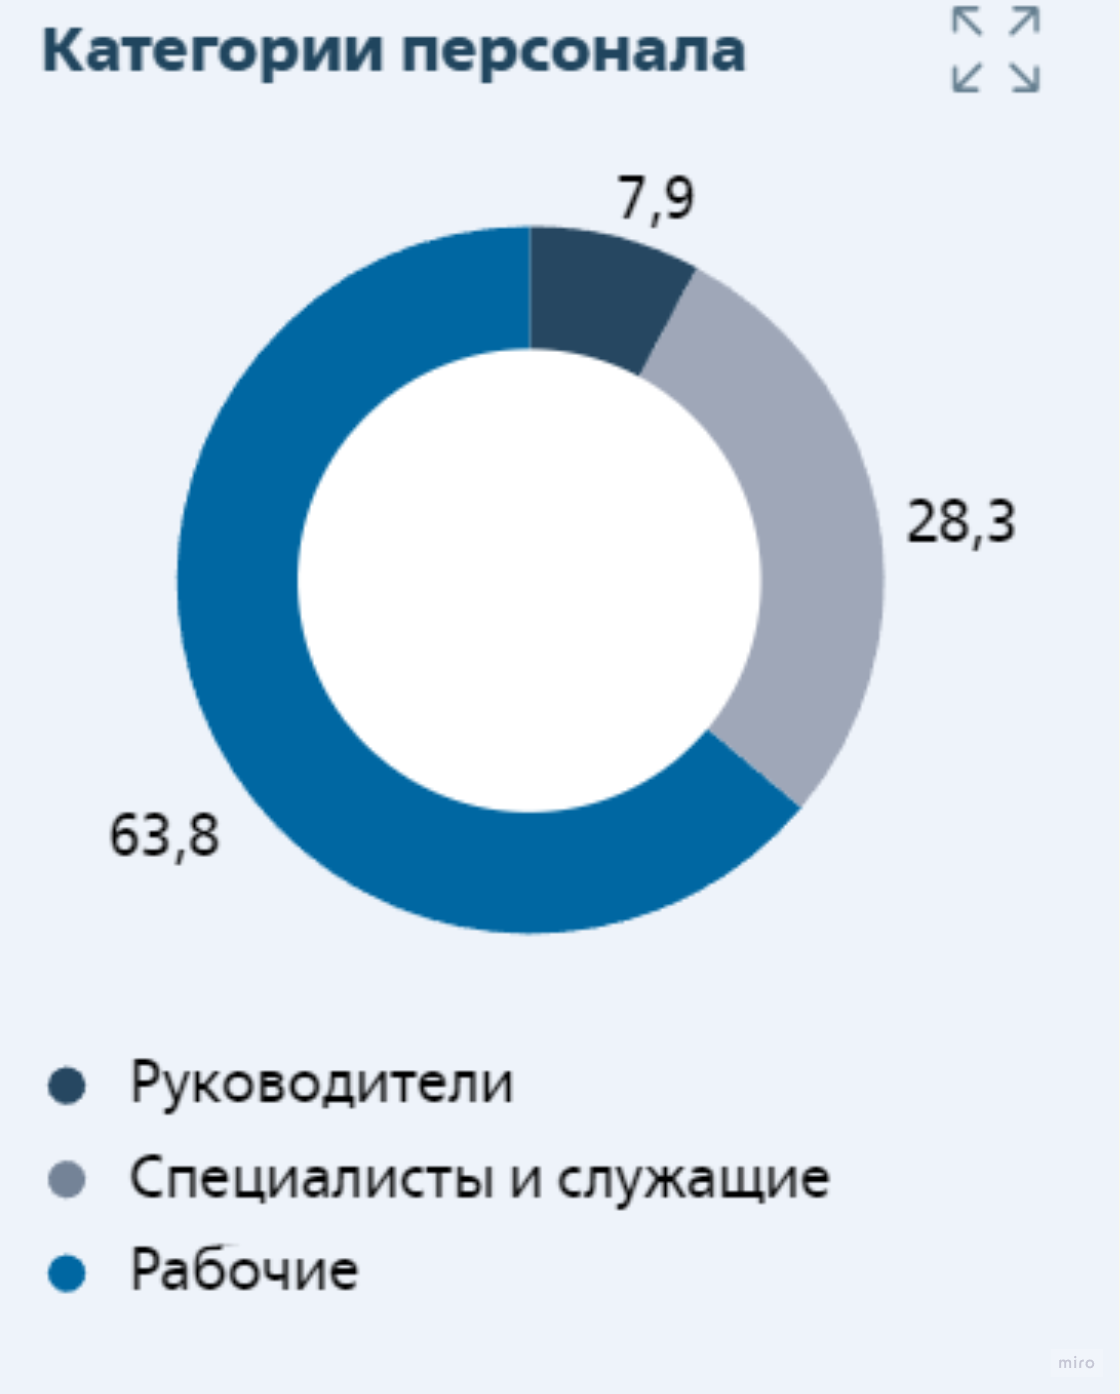 Категории персонала
7,9
28,3
63,8
Руководители
Специалисты и служащие
Рабочие
miro